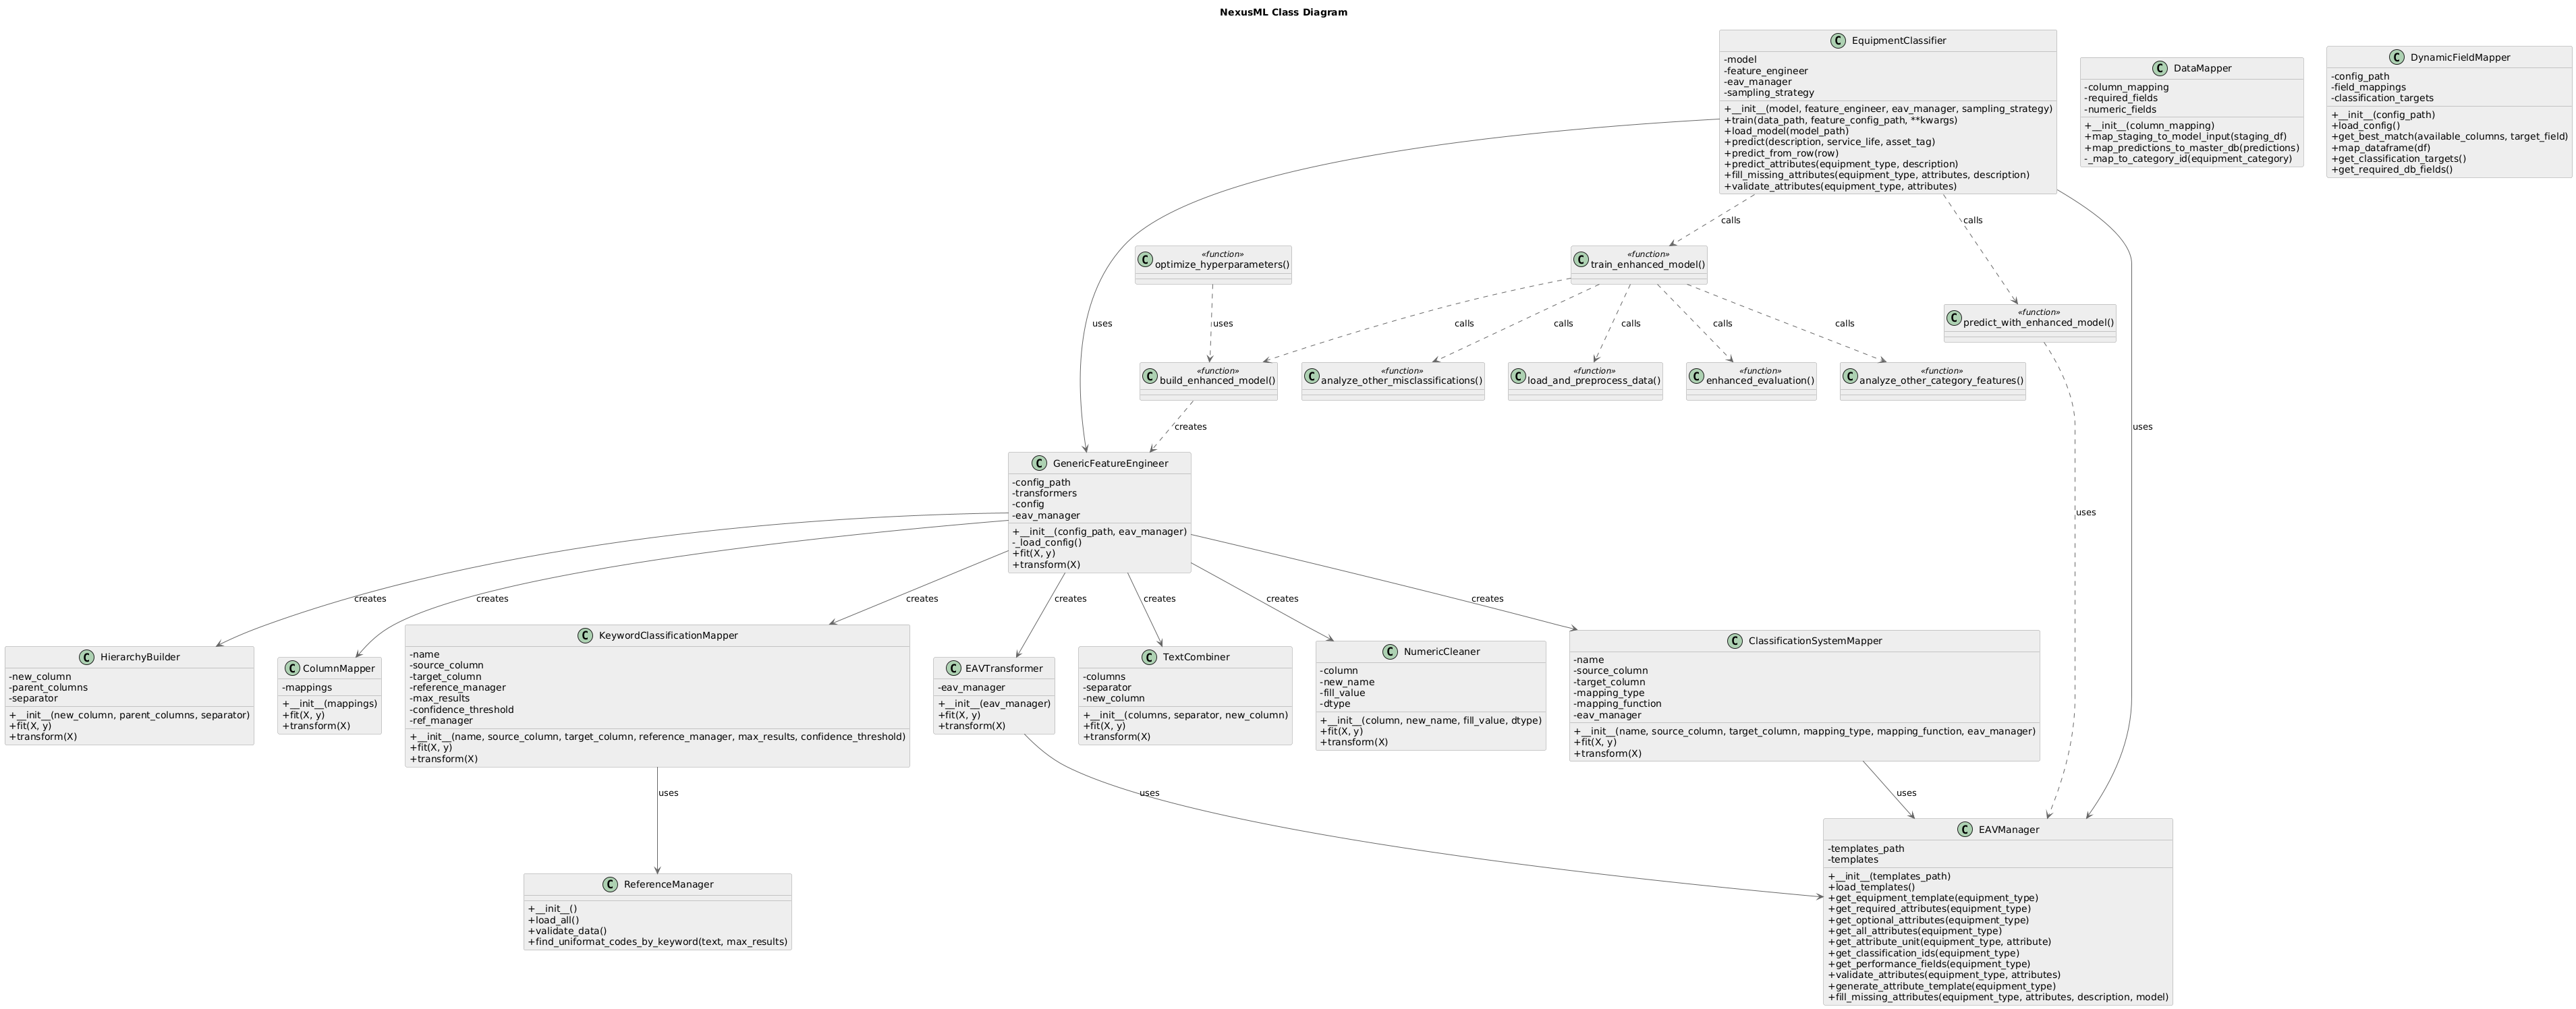 NexusML Class Diagram
C EquipmentClassifier
-model
-feature_engineer
-eav_manager
-sampling_strategy
+__init__(model, feature_engineer, eav_manager, sampling_strategy)
+train(data_path, feature_config_path, **kwargs)
+load_model(model_path)
+predict(description, service_life, asset_tag)
+predict_from_row(row)
+predict_attributes(equipment_type, description)
+fill_missing_attributes(equipment_type, attributes, description)
+validate_attributes(equipment_type, attributes)
C DataMapper
-column_mapping
-required_fields
-numeric_fields
+__init__(column_mapping)
+map_staging_to_model_input(staging_df)
+map_predictions_to_master_db(predictions)
-_map_to_category_id(equipment_category)
C DynamicFieldMapper
-config_path
-field_mappings
-classification_targets
+__init__(config_path)
+load_config()
+get_best_match(available_columns, target_field)
+map_dataframe(df)
+get_classification_targets()
+get_required_db_fields()
calls
calls
C «function»
optimize_hyperparameters()
C «function»
train_enhanced_model()
C «function»
predict_with_enhanced_model()
uses
uses
calls
calls
calls
calls
calls
C «function»
build_enhanced_model()
C «function»
analyze_other_misclassifications()
C «function»
load_and_preprocess_data()
C «function»
enhanced_evaluation()
C «function»
analyze_other_category_features()
creates
uses
C GenericFeatureEngineer
-config_path
-transformers
-config
-eav_manager
+__init__(config_path, eav_manager)
-_load_config()
+fit(X, y)
+transform(X)
uses
creates
creates
creates
creates
creates
creates
creates
C HierarchyBuilder
-new_column
-parent_columns
-separator
+__init__(new_column, parent_columns, separator)
+fit(X, y)
+transform(X)
C ColumnMapper
-mappings
+__init__(mappings)
+fit(X, y)
+transform(X)
C KeywordClassificationMapper
-name
-source_column
-target_column
-reference_manager
-max_results
-confidence_threshold
-ref_manager
+__init__(name, source_column, target_column, reference_manager, max_results, confidence_threshold)
+fit(X, y)
+transform(X)
C EAVTransformer
-eav_manager
+__init__(eav_manager)
+fit(X, y)
+transform(X)
C TextCombiner
-columns
-separator
-new_column
+__init__(columns, separator, new_column)
+fit(X, y)
+transform(X)
C NumericCleaner
-column
-new_name
-fill_value
-dtype
+__init__(column, new_name, fill_value, dtype)
+fit(X, y)
+transform(X)
C ClassificationSystemMapper
-name
-source_column
-target_column
-mapping_type
-mapping_function
-eav_manager
+__init__(name, source_column, target_column, mapping_type, mapping_function, eav_manager)
+fit(X, y)
+transform(X)
uses
uses
uses
C ReferenceManager
+__init__()
+load_all()
+validate_data()
+find_uniformat_codes_by_keyword(text, max_results)
C EAVManager
-templates_path
-templates
+__init__(templates_path)
+load_templates()
+get_equipment_template(equipment_type)
+get_required_attributes(equipment_type)
+get_optional_attributes(equipment_type)
+get_all_attributes(equipment_type)
+get_attribute_unit(equipment_type, attribute)
+get_classification_ids(equipment_type)
+get_performance_fields(equipment_type)
+validate_attributes(equipment_type, attributes)
+generate_attribute_template(equipment_type)
+fill_missing_attributes(equipment_type, attributes, description, model)